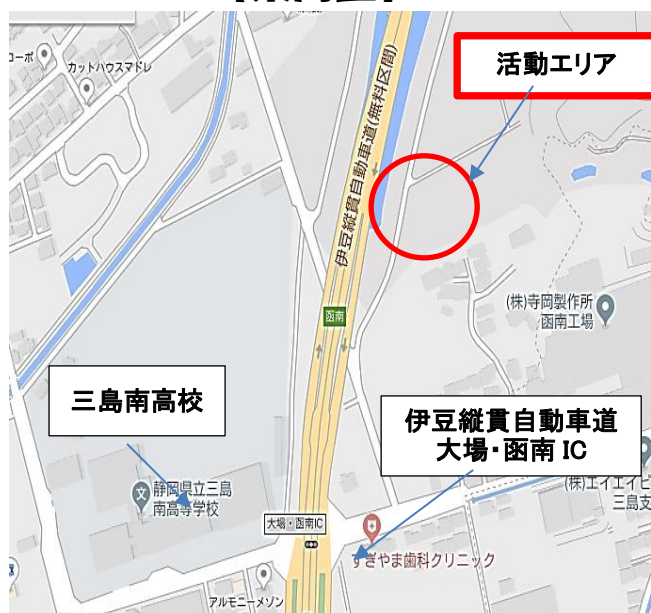 コーポ
カットハウスマドレ
活動エリア
伊豆縦貫自動車道(無料区間)
(株)寺岡製作所
函南工場
函南
三島南高校
伊豆縦貫自動車道
大場・函南 IC
静岡県立三島
南高等学校
(株)エイエイピ
三島支
大場・函南IC
すぎやま歯科クリニック
アルモニーメゾン